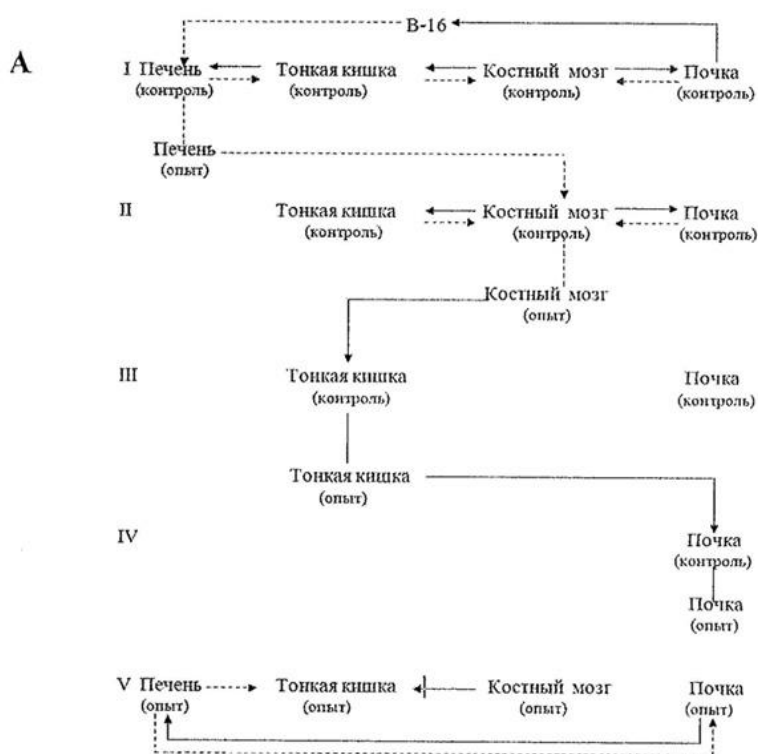 В-16
А
I Печень Тонкая кишка Костный мозг Почка
(контроль) (контроль) (контроль) (контроль)
Печень
(опыт)
II Тонкая кишка Костный мозг Почка
(контроль) (контроль) (контроль)
Костный мозг
(опыт)
III Тонкая кишка Почка
(контроль) (контроль)
Тонкая кишка
(опыт)
IV Почка
(контроль)
Почка
(опыт)
V Печень Тонкая кишка Костный мозг Почка
(опыт) (опыт) (опыт) (опыт)